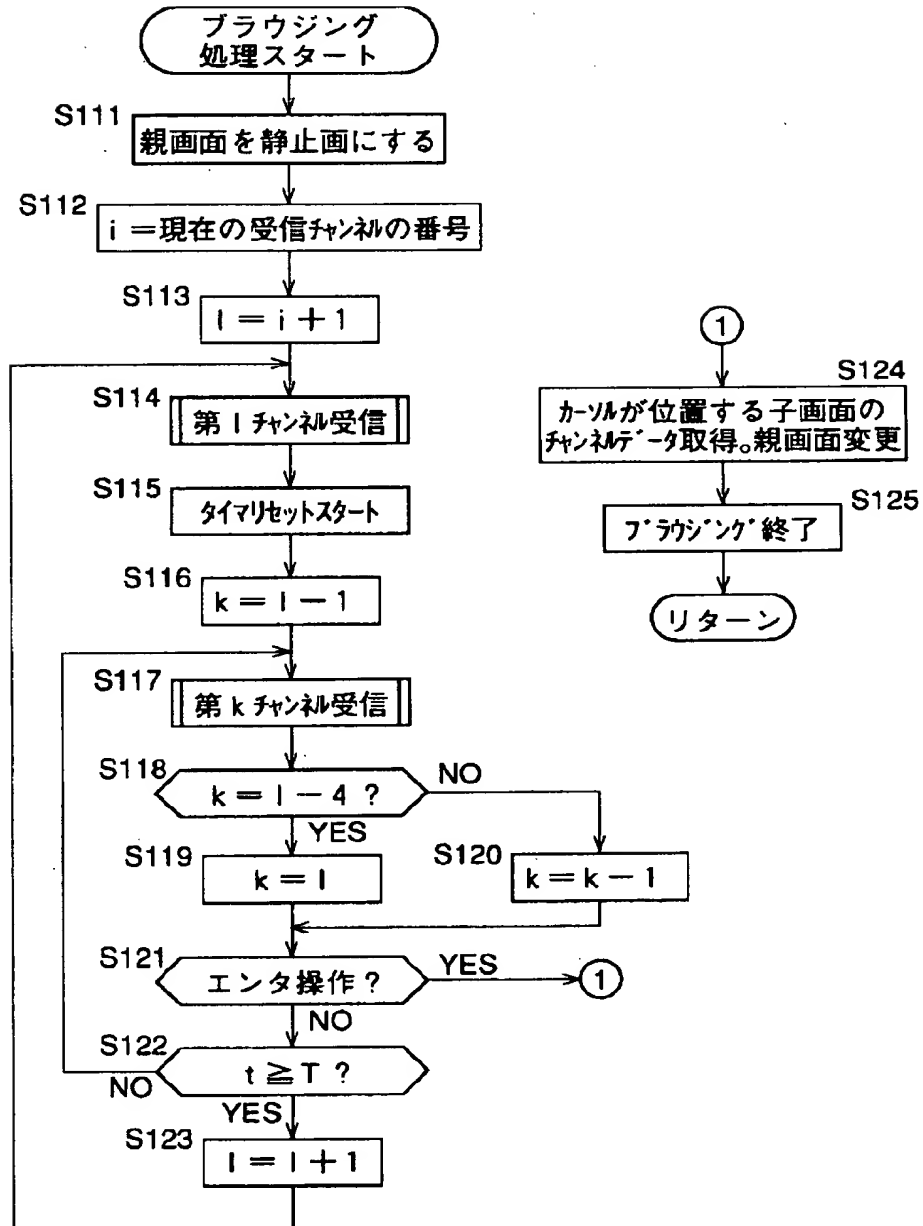 ブラウジング
処理スタート
S111
親画面を静止画にする
S112
i＝現在の受信チャンネルの番号
S113
l＝i＋1
S114
第lチャンネル受信
S115
タイマリセットスタート
S116
k＝l－1
S117
第kチャンネル受信
S118
k＝l－4？
NO
YES
S119
k＝l
S120
k＝k－1
S121
エンタ操作？
YES
①
NO
S122
t≧T？
NO
YES
S123
l＝l＋1
①
S124
カーソルが位置する子画面の
チャンネルデータ取得。親画面変更
S125
ブラウジング終了
リターン